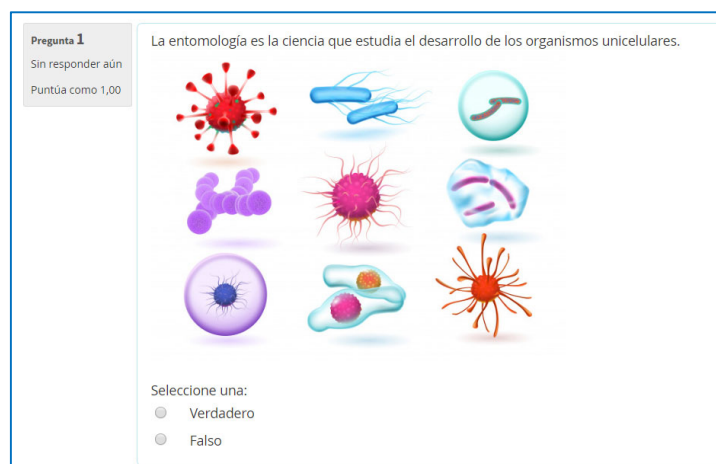 Pregunta 1
Sin responder aún
Puntúa como 1,00
La entomología es la ciencia que estudia el desarrollo de los organismos unicelulares.
Seleccione una:
Verdadero
Falso